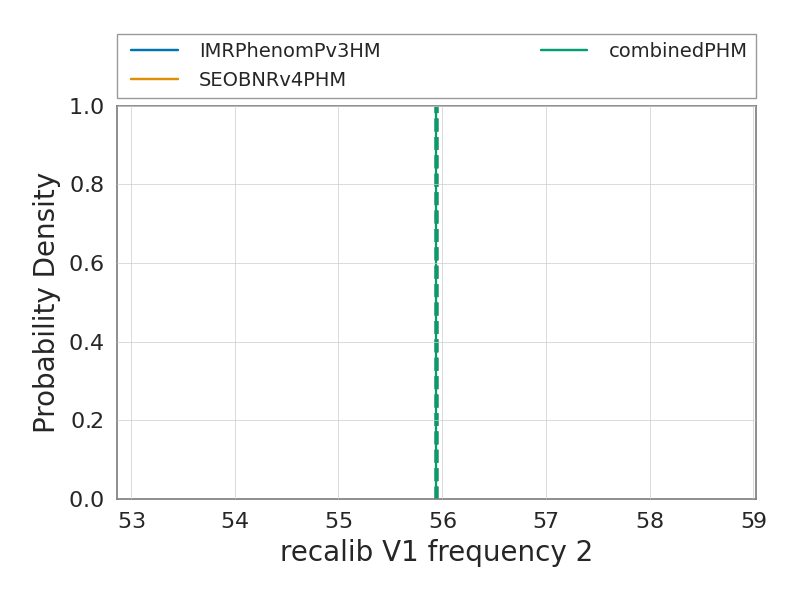 IMRPhenomPv3HM
SEOBNRv4PHM
combinedPHM
1.0
0.8
0.6
0.4
0.2
0.0
Probability Density
53 54 55 56 57 58 59
recalib V1 frequency 2